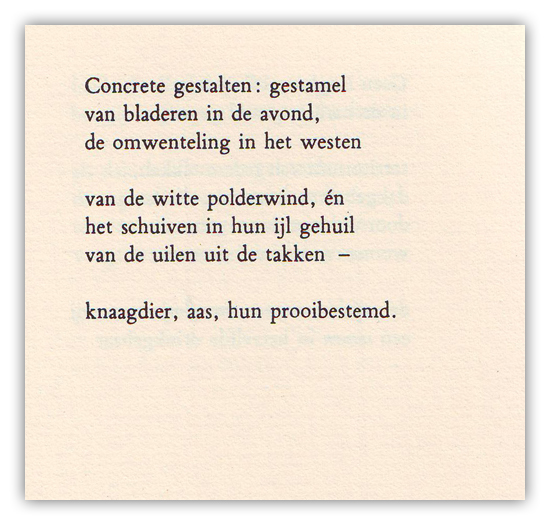 Concrete gestalten: gestamel
van bladeren in de avond,
de omwenteling in het westen
van de witte polderwind, én
het schuiven in hun ijl gehuil
van de uilen uit de takken –
knaagdier, aas, hun prooibestemd.